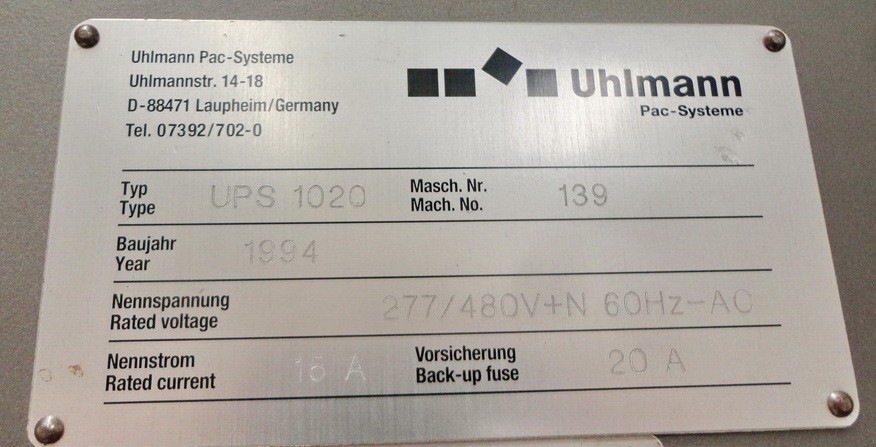 Uhlmann Pac-Systeme
Uhlmannstr. 14-18
D-88471 Laupheim/Germany
Tel. 07392/702-0
Uhlmann
Pac-Systeme
Typ
Type
UPS 1020
Masch. Nr.
Mach. No.
139
Baujahr
Year
1994
Nennspannung
Rated voltage
277/480V+N 60Hz-AC
Nennstrom
Rated current
15 A
Vorsicherung
Back-up fuse
20 A